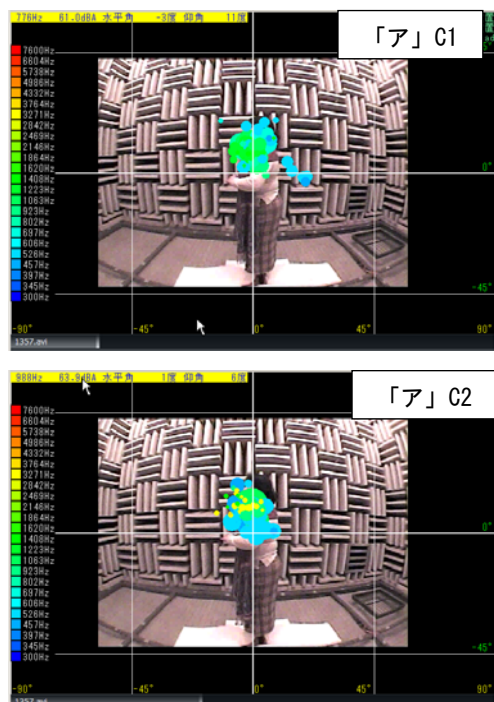 776Hz 61.0dBA 水平角 -3度 仰角 11度
「ア」C1
7600Hz
6604Hz
5738Hz
4986Hz
4332Hz
3764Hz
3271Hz
2842Hz
2469Hz
2146Hz
1864Hz
1620Hz
1408Hz
1223Hz
1063Hz
923Hz
802Hz
697Hz
606Hz
526Hz
457Hz
397Hz
345Hz
300Hz
0°
-45°
-90° -45° 0° 45° 90°
1357.avi
988Hz 63.9dBA 水平角 1度 仰角 6度
「ア」C2
7600Hz
6604Hz
5738Hz
4986Hz
4332Hz
3764Hz
3271Hz
2842Hz
2469Hz
2146Hz
1864Hz
1620Hz
1408Hz
1223Hz
1063Hz
923Hz
802Hz
697Hz
606Hz
526Hz
457Hz
397Hz
345Hz
300Hz
0°
-45°
-90° -45° 0° 45° 90°
1357.avi